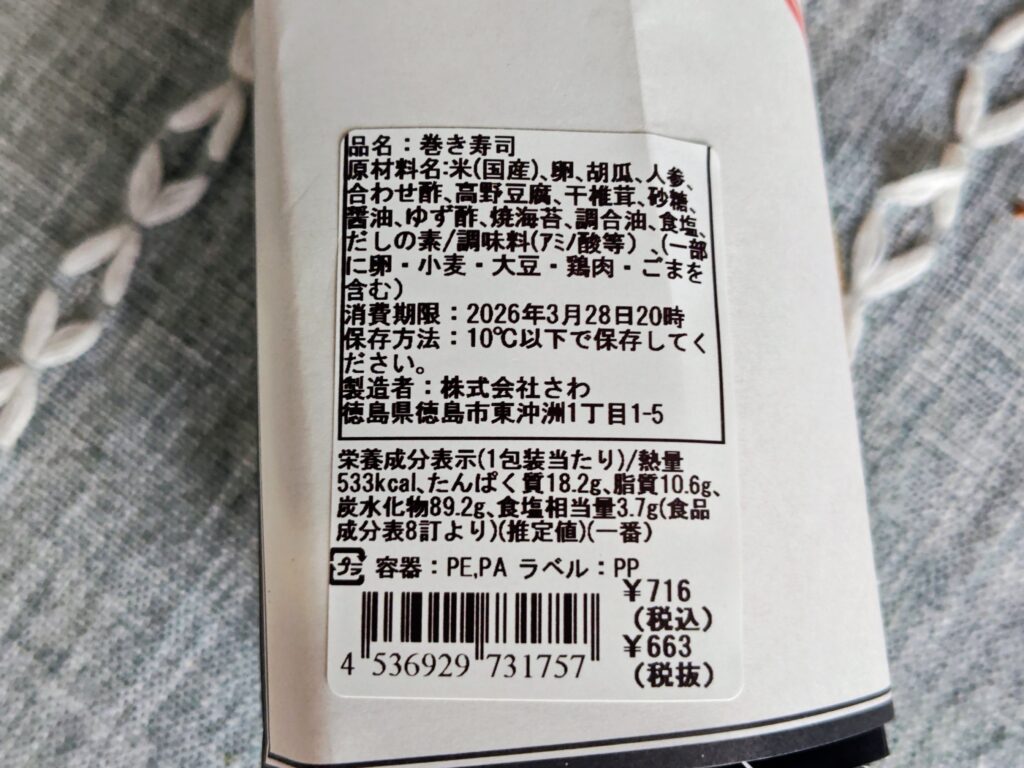 品名：巻き寿司
原材料名:米(国産)、卵、胡瓜、人参、
合わせ酢、高野豆腐、干椎茸、砂糖、
醤油、ゆず酢、焼海苔、調合油、食塩、
だしの素/調味料(アミノ酸等）、(一部
に卵・小麦・大豆・鶏肉・ごまを
含む）
消費期限：2026年3月28日20時
保存方法：10℃以下で保存してく
ださい。
製造者：株式会社さわ
徳島県徳島市東沖洲1丁目1-5
栄養成分表示(1包装当たり)/熱量
533kcal、たんぱく質18.2g、脂質10.6g、
炭水化物89.2g、食塩相当量3.7g(食品
成分表8訂より)(推定値)(一番）
プラ 容器：PE,PA ラベル：PP
¥716
(税込)
¥663
(税抜)
4 536929 731757